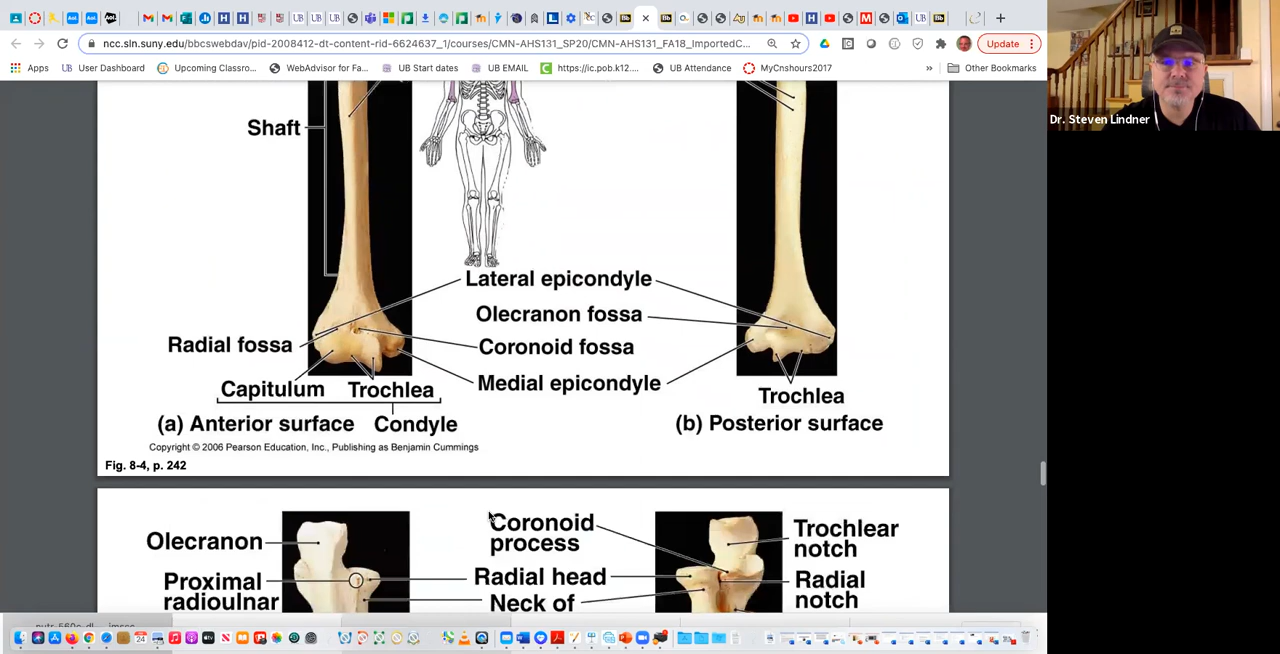 ncc.sln.suny.edu/bbcswebdav/pid-2008412-dt-content-rid-6624637_1/courses/CMN-AHS131_SP20/CMN-AHS131_FA18_ImportedC...
Update
Apps
User Dashboard
Upcoming Classro...
WebAdvisor for Fa...
UB Start dates
UB EMAIL
https://ic.pob.k12....
UB Attendance
MyCnshours2017
»
Other Bookmarks
Dr. Steven Lindner
Shaft
Lateral epicondyle
Olecranon fossa
Radial fossa
Coronoid fossa
Capitulum Trochlea
Medial epicondyle
Trochlea
(a) Anterior surface Condyle
(b) Posterior surface
Copyright © 2006 Pearson Education, Inc., Publishing as Benjamin Cummings
Fig. 8-4, p. 242
Olecranon
Coronoid
process
Trochlear
notch
Proximal
radioulnar
Radial head
Neck of
Radial
notch